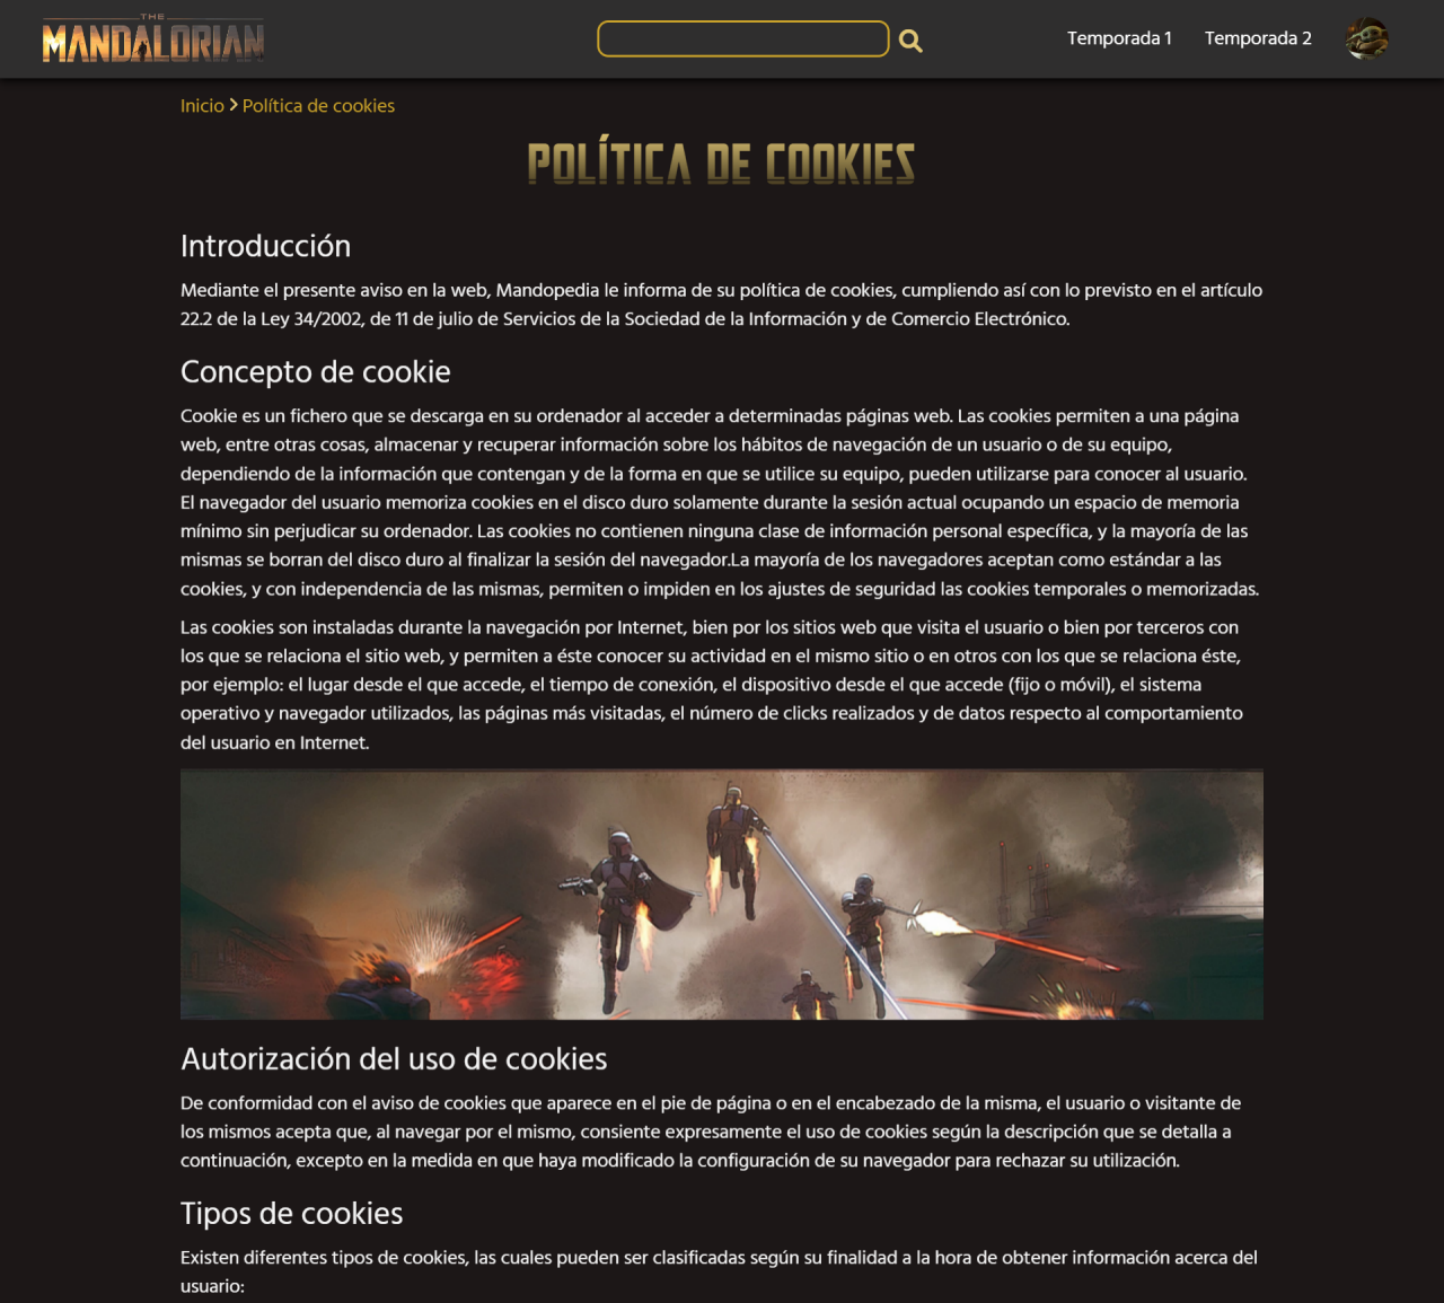 THE
MANDALORIAN
Temporada 1
Temporada 2
Inicio > Política de cookies
POLÍTICA DE COOKIES
Introducción
Mediante el presente aviso en la web, Mandopedia le informa de su política de cookies, cumpliendo así con lo previsto en el artículo
22.2 de la Ley 34/2002, de 11 de julio de Servicios de la Sociedad de la Información y de Comercio Electrónico.
Concepto de cookie
Cookie es un fichero que se descarga en su ordenador al acceder a determinadas páginas web. Las cookies permiten a una página
web, entre otras cosas, almacenar y recuperar información sobre los hábitos de navegación de un usuario o de su equipo,
dependiendo de la información que contengan y de la forma en que se utilice su equipo, pueden utilizarse para conocer al usuario.
El navegador del usuario memoriza cookies en el disco duro solamente durante la sesión actual ocupando un espacio de memoria
mínimo sin perjudicar su ordenador. Las cookies no contienen ninguna clase de información personal específica, y la mayoría de las
mismas se borran del disco duro al finalizar la sesión del navegador.La mayoría de los navegadores aceptan como estándar a las
cookies, y con independencia de las mismas, permiten o impiden en los ajustes de seguridad las cookies temporales o memorizadas.
Las cookies son instaladas durante la navegación por Internet, bien por los sitios web que visita el usuario o bien por terceros con
los que se relaciona el sitio web, y permiten a éste conocer su actividad en el mismo sitio o en otros con los que se relaciona éste,
por ejemplo: el lugar desde el que accede, el tiempo de conexión, el dispositivo desde el que accede (fijo o móvil), el sistema
operativo y navegador utilizados, las páginas más visitadas, el número de clicks realizados y de datos respecto al comportamiento
del usuario en Internet.
Autorización del uso de cookies
De conformidad con el aviso de cookies que aparece en el pie de página o en el encabezado de la misma, el usuario o visitante de
los mismos acepta que, al navegar por el mismo, consiente expresamente el uso de cookies según la descripción que se detalla a
continuación, excepto en la medida en que haya modificado la configuración de su navegador para rechazar su utilización.
Tipos de cookies
Existen diferentes tipos de cookies, las cuales pueden ser clasificadas según su finalidad a la hora de obtener información acerca del
usuario: